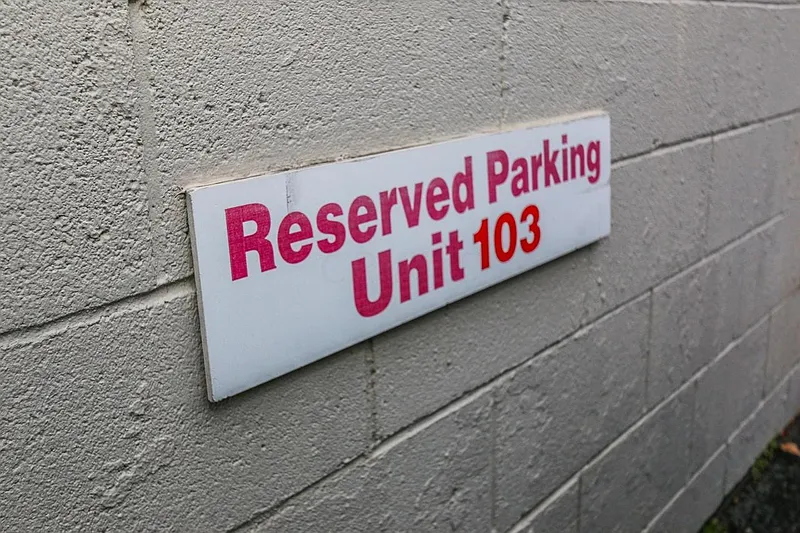 Reserved Parking
Unit 103